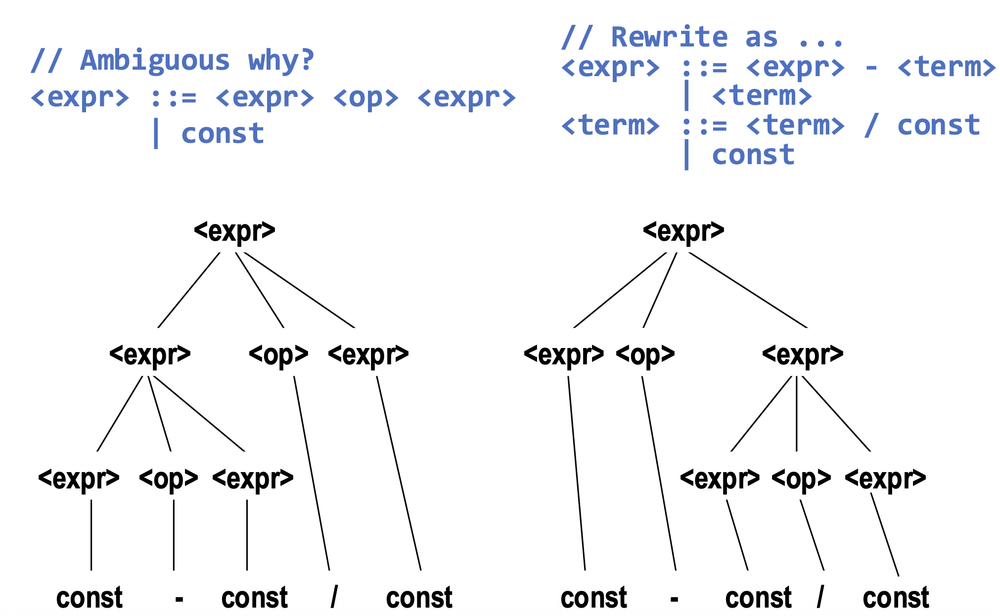 // Ambiguous why?
<expr> ::= <expr> <op> <expr>
| const
// Rewrite as ...
<expr> ::= <expr> - <term>
| <term>
<term> ::= <term> / const
| const
<expr>
<expr> <op> <expr>
<expr> <op> <expr>
const - const / const
<expr>
<expr> <op> <expr>
<expr> <op> <expr>
const - const / const